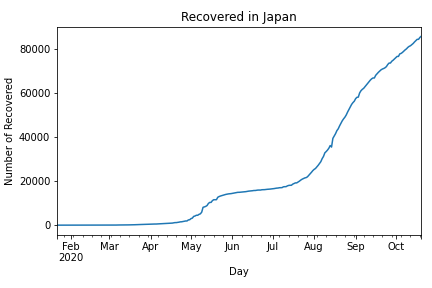 Recovered in Japan
Number of Recovered
80000
60000
40000
20000
0
Feb Mar Apr May Jun Jul Aug Sep Oct
2020
Day